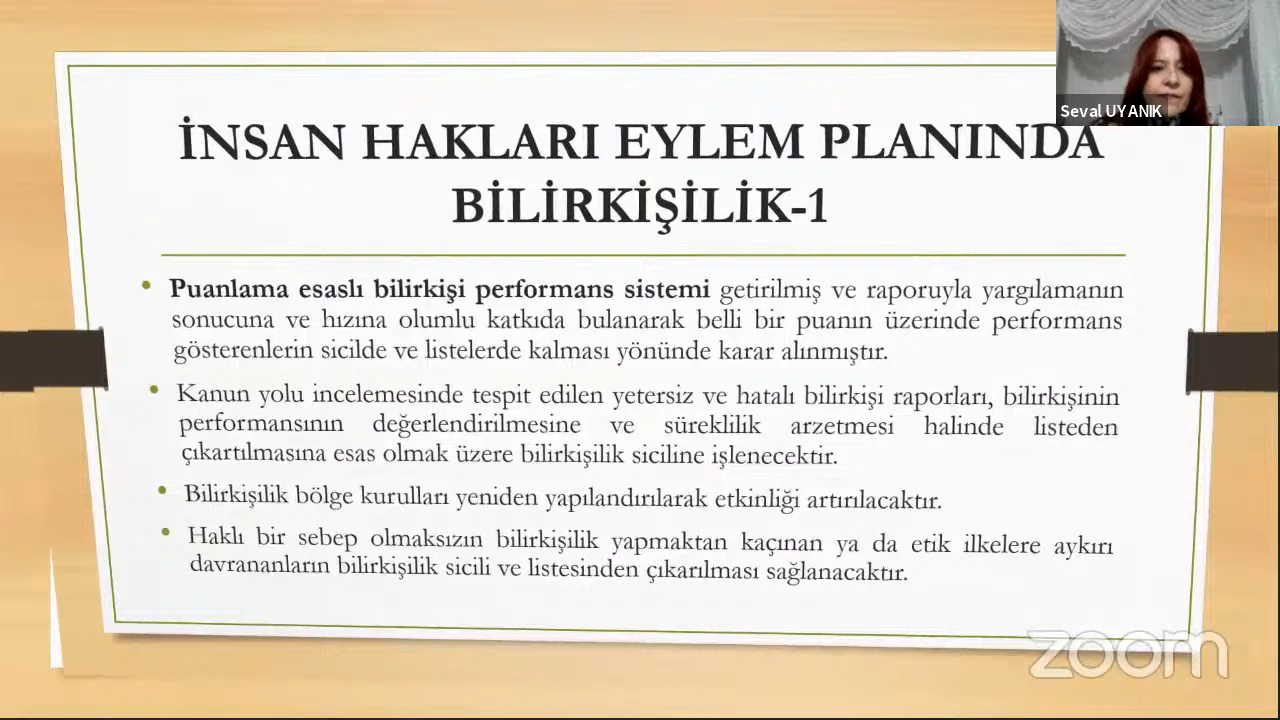 Seval UYANIK
İNSAN HAKLARI EYLEM PLANINDA
BİLİRKİŞİLİK-1
• Puanlama esaslı bilirkişi performans sistemi getirilmiş ve raporuyla yargılamanın
sonucuna ve hızına olumlu katkıda bulanarak belli bir puanın üzerinde performans
gösterenlerin sicilde ve listelerde kalması yönünde karar alınmıştır.
• Kanun yolu incelemesinde tespit edilen yetersiz ve hatalı bilirkişi raporları, bilirkişinin
performansının değerlendirilmesine ve süreklilik arzetmesi halinde listeden
çıkartılmasına esas olmak üzere bilirkişilik siciline işlenecektir.
• Bilirkişilik bölge kurulları yeniden yapılandırılarak etkinliği artırılacaktır.
• Haklı bir sebep olmaksızın bilirkişilik yapmaktan kaçınan ya da etik ilkelere aykırı
davrananların bilirkişilik sicili ve listesinden çıkarılması sağlanacaktır.
zoom